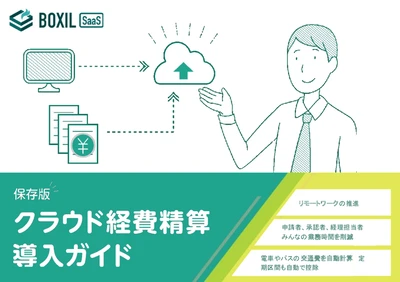 BOXIL SaaS
¥
保存版
クラウド経費精算
導入ガイド
リモートワークの推進
申請者、承認者、経理担当者
みんなの業務時間を削減
電車やバスの交通費を自動計算 定
期区間も自動で控除